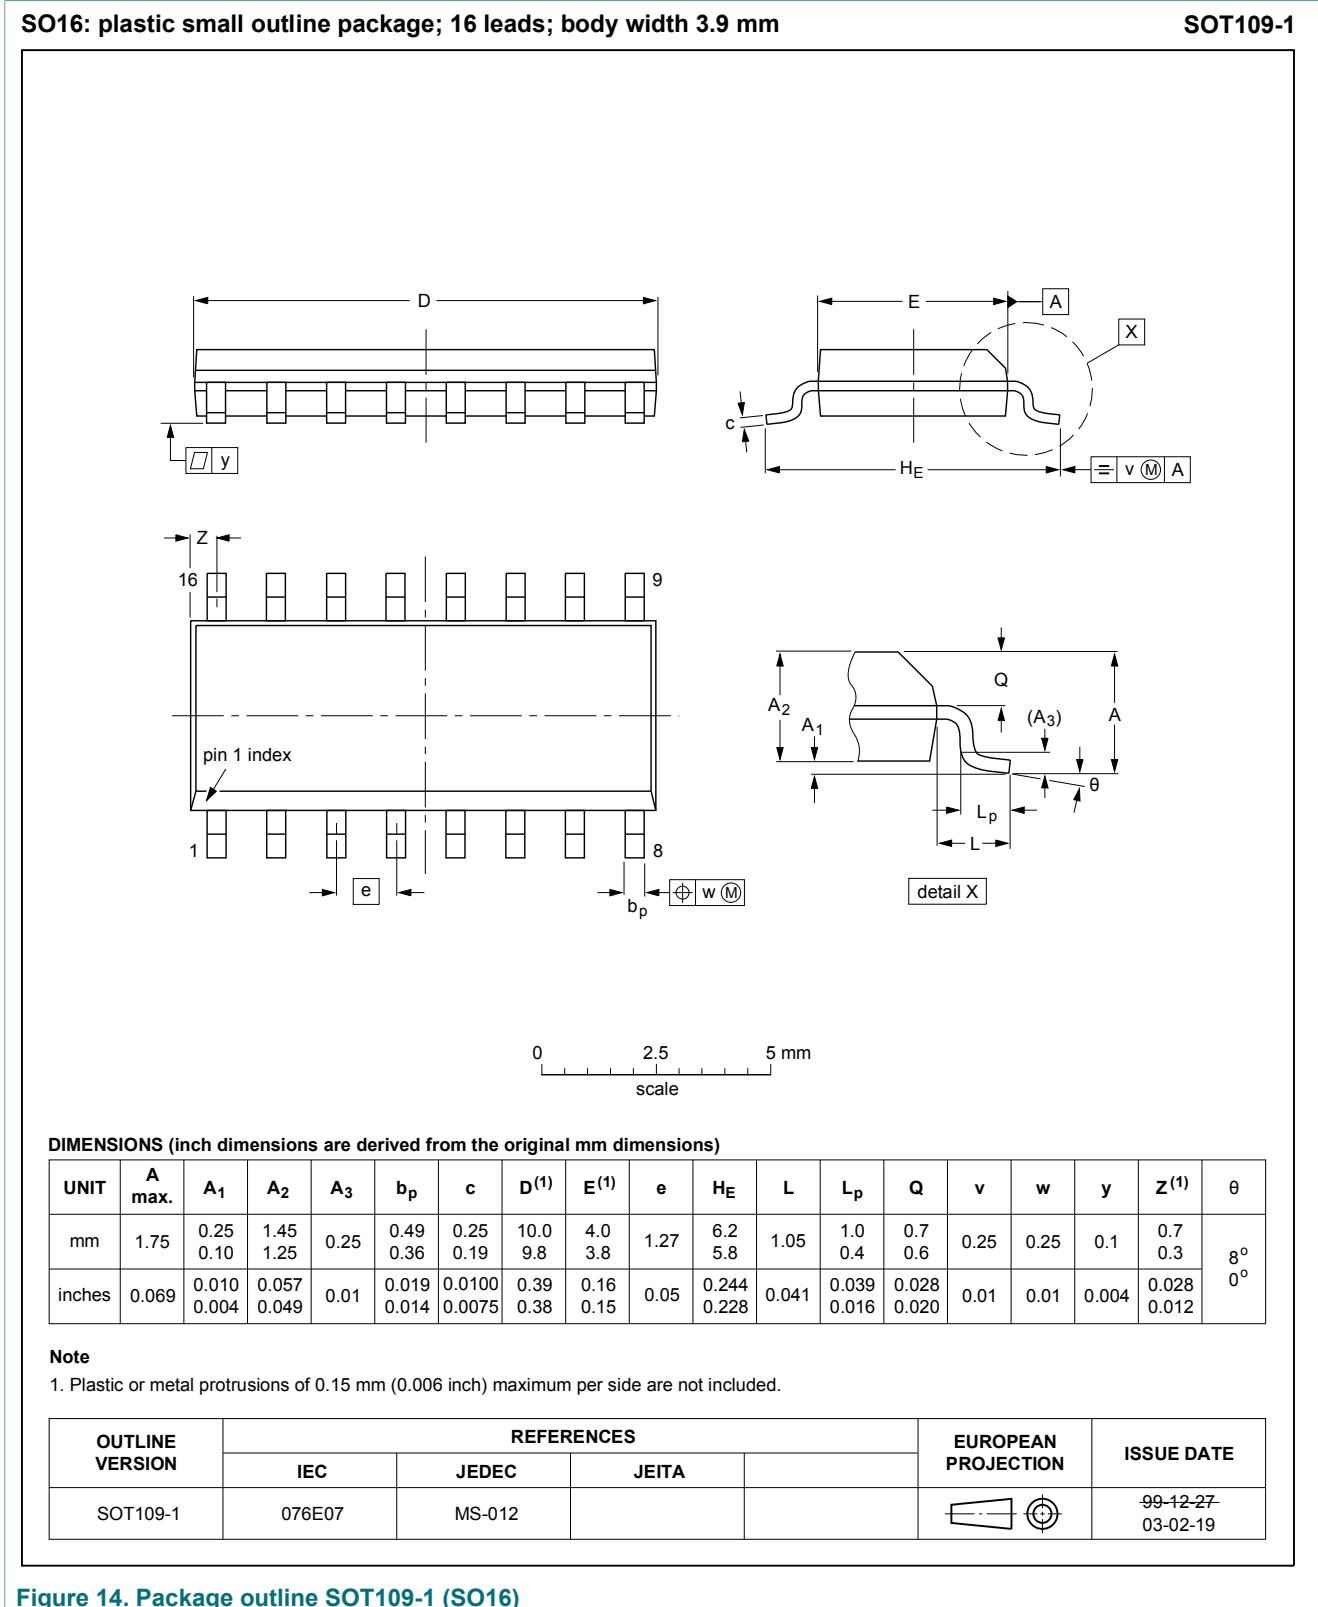 SO16: plastic small outline package; 16 leads; body width 3.9 mm SOT109-1
D
E
A
X
c
y
HE
v M A
Z
16
9
pin 1 index
1
8
e
bp
w M
Q
A2
A1
(A3)
A
θ
Lp
L
detail X
0 2.5 5 mm
scale
DIMENSIONS (inch dimensions are derived from the original mm dimensions)
UNIT A max. A1 A2 A3 bp c D(1) E(1) e HE L Lp Q v w y Z(1) θ
mm 1.75 0.25 0.10 1.45 1.25 0.25 0.49 0.36 0.25 0.19 10.0 9.8 4.0 3.8 1.27 6.2 5.8 1.05 1.0 0.4 0.7 0.6 0.25 0.25 0.1 0.7 0.3 8o 0o
inches 0.069 0.010 0.004 0.057 0.049 0.01 0.019 0.014 0.0100 0.0075 0.39 0.38 0.16 0.15 0.05 0.244 0.228 0.041 0.039 0.016 0.028 0.020 0.01 0.01 0.004 0.028 0.012
Note
1. Plastic or metal protrusions of 0.15 mm (0.006 inch) maximum per side are not included.
OUTLINE VERSION REFERENCES EUROPEAN PROJECTION ISSUE DATE
IEC JEDEC JEITA
SOT109-1 076E07 MS-012 99-12-27
03-02-19
Figure 14. Package outline SOT109-1 (SO16)